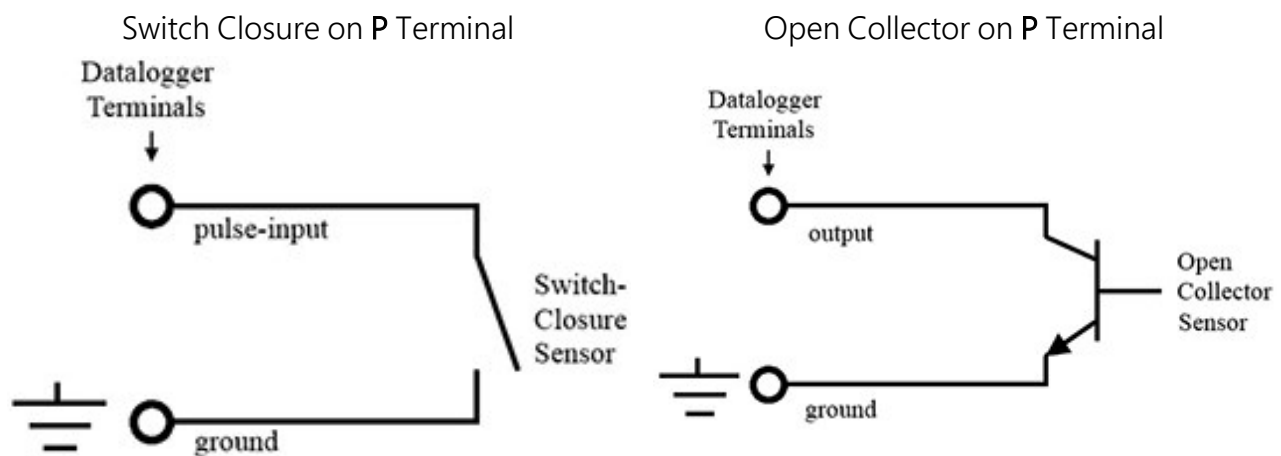 Switch Closure on P Terminal
Datalogger
Terminals
pulse-input
Switch-
Closure
Sensor
ground
Open Collector on P Terminal
Datalogger
Terminals
output
Open
Collector
Sensor
ground